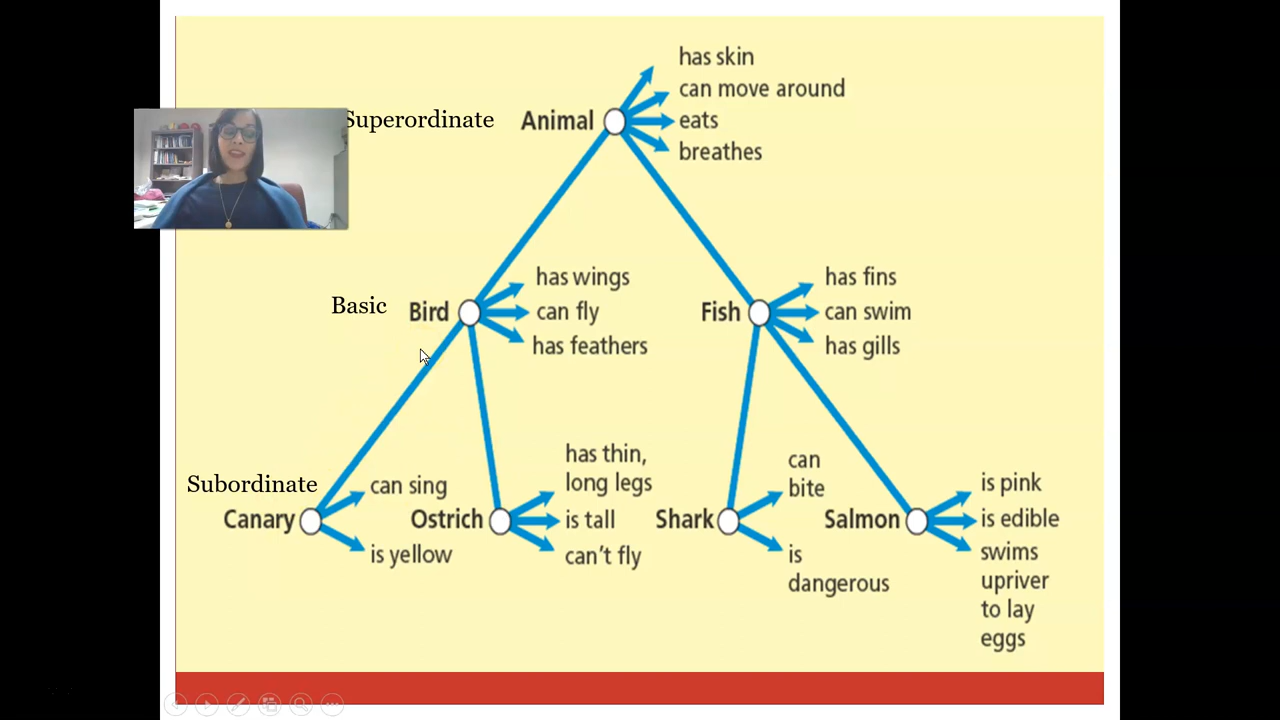 has skin
can move around
Superordinate Animal eats
breathes
has wings
Basic Bird can fly
has feathers
has fins
Fish can swim
has gills
Subordinate
Canary
can sing
is yellow
Ostrich
has thin,
long legs
is tall
can't fly
Shark
can
bite
is
dangerous
Salmon
is pink
is edible
swims
upriver
to lay
eggs